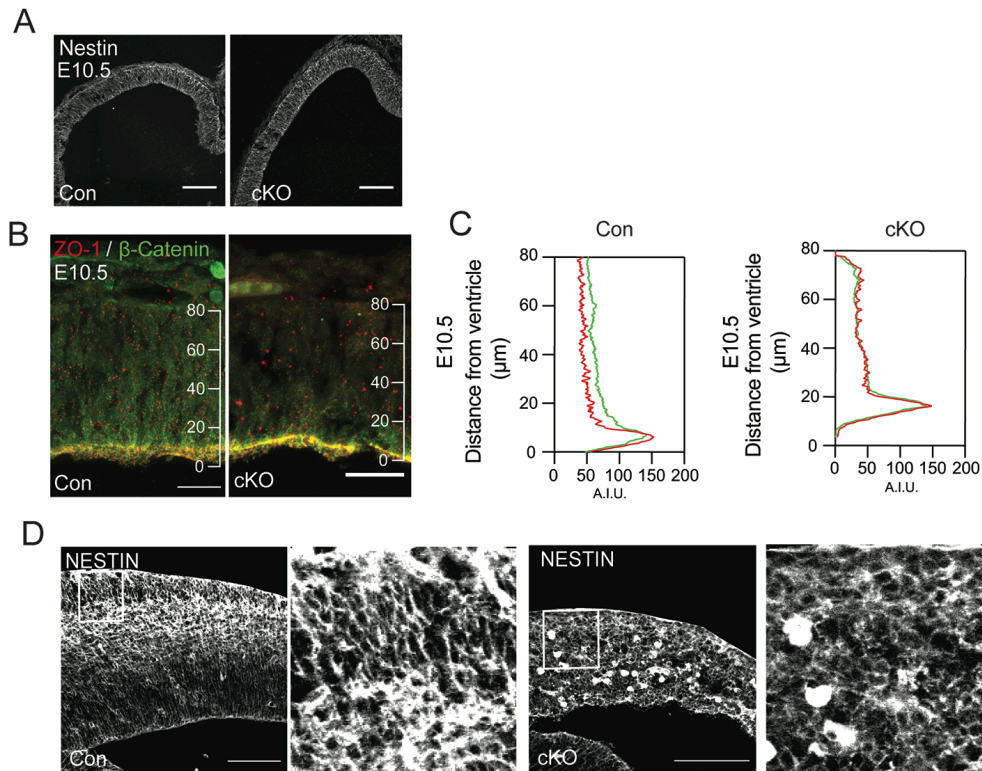 A
Nestin
E10.5
Con
cKO
B
ZO-1 / β-Catenin
E10.5
80
60
40
20
0
Con
80
60
40
20
0
cKO
C
Con
E10.5
Distance from ventricle
(μm)
80
60
40
20
0
0 50 100 150 200
A.I.U.
cKO
E10.5
Distance from ventricle
(μm)
80
60
40
20
0
0 50 100 150 200
A.I.U.
D
NESTIN
Con
NESTIN
cKO